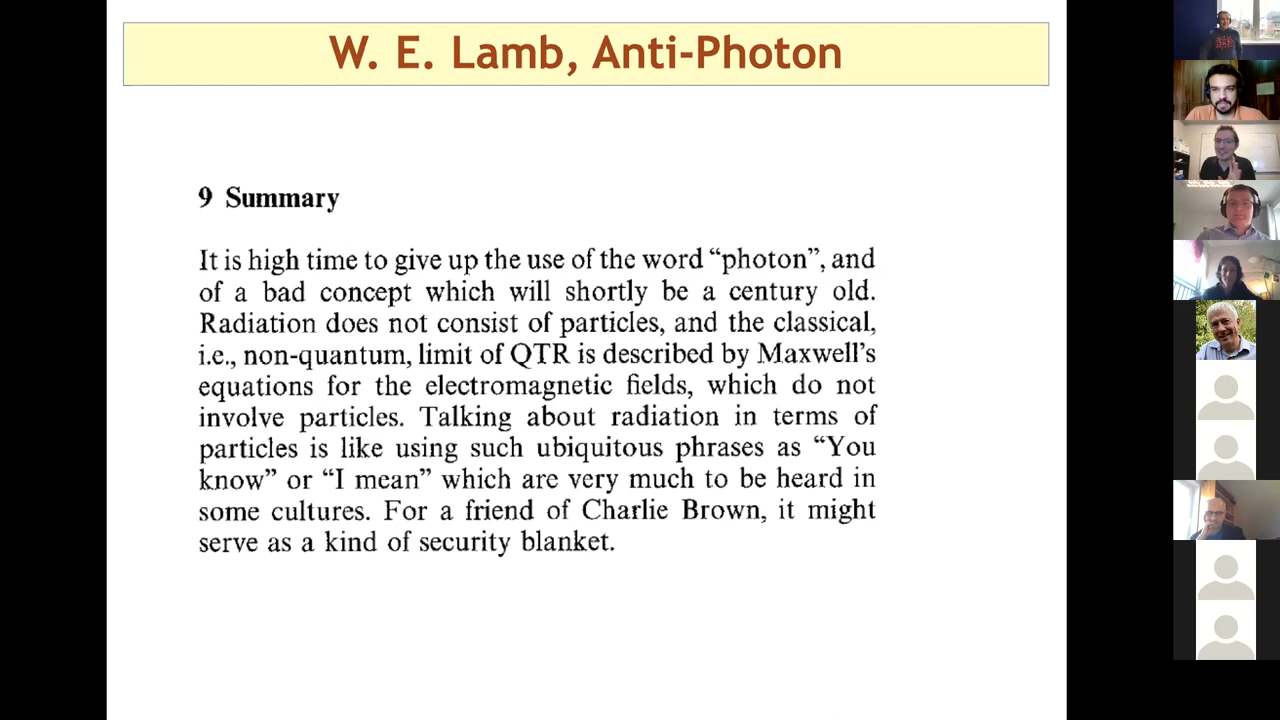 W. E. Lamb, Anti-Photon
9 Summary
It is high time to give up the use of the word “photon”, and
of a bad concept which will shortly be a century old.
Radiation does not consist of particles, and the classical,
i.e., non-quantum, limit of QTR is described by Maxwell’s
equations for the electromagnetic fields, which do not
involve particles. Talking about radiation in terms of
particles is like using such ubiquitous phrases as “You
know” or “I mean” which are very much to be heard in
some cultures. For a friend of Charlie Brown, it might
serve as a kind of security blanket.